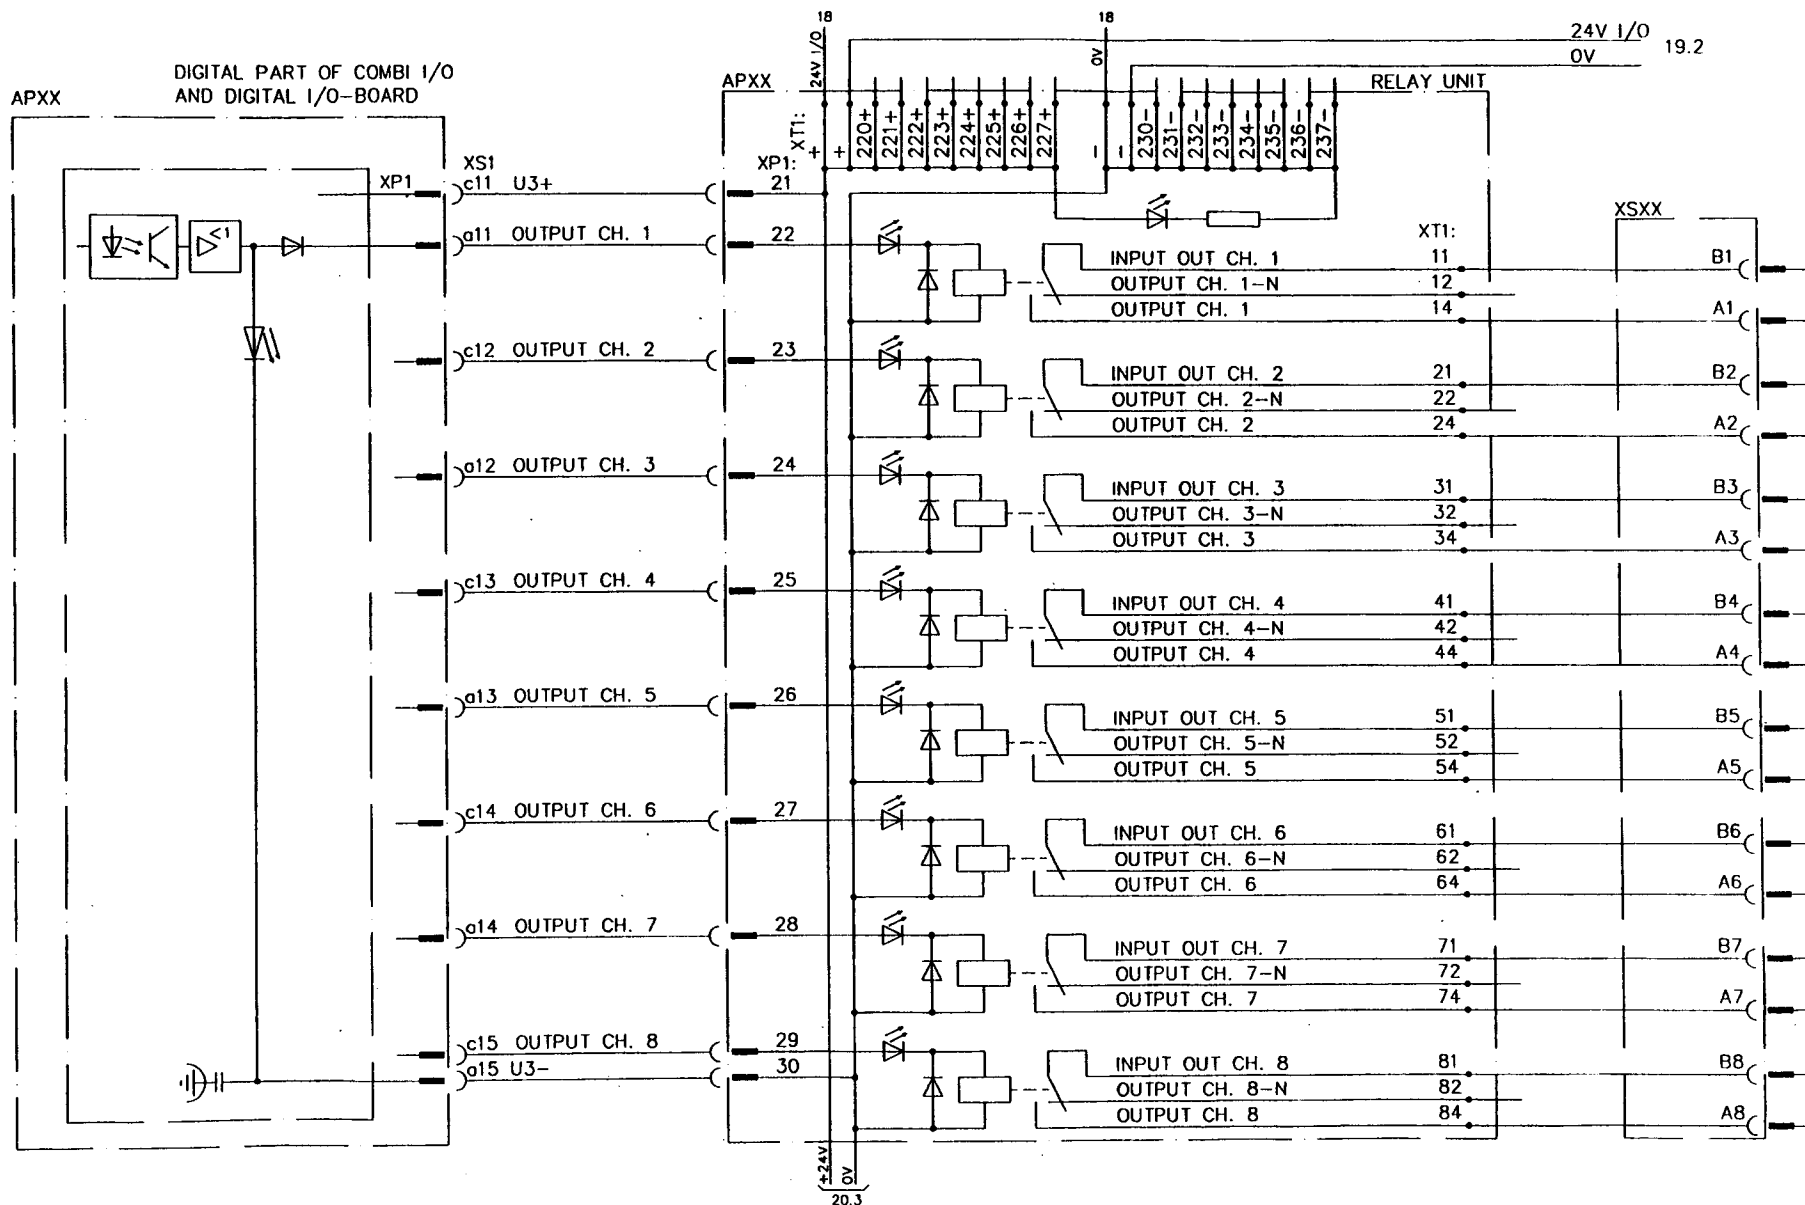 18
18
24V I/O
0V
19.2
24V I/O
0V
DIGITAL PART OF COMBI I/O
AND DIGITAL I/O-BOARD
APXX
APXX
RELAY UNIT
XT1:
+
+
220+
221+
222+
223+
224+
225+
226+
227+
-
-
230-
231-
232-
233-
234-
235-
236-
237-
XS1
XP1:
XP1
c11 U3+
21
XSXX
<1
a11 OUTPUT CH. 1
22
XT1:
INPUT OUT CH. 1
11
B1
OUTPUT CH. 1-N
12
OUTPUT CH. 1
14
A1
c12 OUTPUT CH. 2
23
INPUT OUT CH. 2
21
B2
OUTPUT CH. 2-N
22
OUTPUT CH. 2
24
A2
a12 OUTPUT CH. 3
24
INPUT OUT CH. 3
31
B3
OUTPUT CH. 3-N
32
OUTPUT CH. 3
34
A3
c13 OUTPUT CH. 4
25
INPUT OUT CH. 4
41
B4
OUTPUT CH. 4-N
42
OUTPUT CH. 4
44
A4
a13 OUTPUT CH. 5
26
INPUT OUT CH. 5
51
B5
OUTPUT CH. 5-N
52
OUTPUT CH. 5
54
A5
c14 OUTPUT CH. 6
27
INPUT OUT CH. 6
61
B6
OUTPUT CH. 6-N
62
OUTPUT CH. 6
64
A6
a14 OUTPUT CH. 7
28
INPUT OUT CH. 7
71
B7
OUTPUT CH. 7-N
72
OUTPUT CH. 7
74
A7
c15 OUTPUT CH. 8
29
a15 U3-
30
INPUT OUT CH. 8
81
B8
OUTPUT CH. 8-N
82
OUTPUT CH. 8
84
A8
+24V
0V
20.3